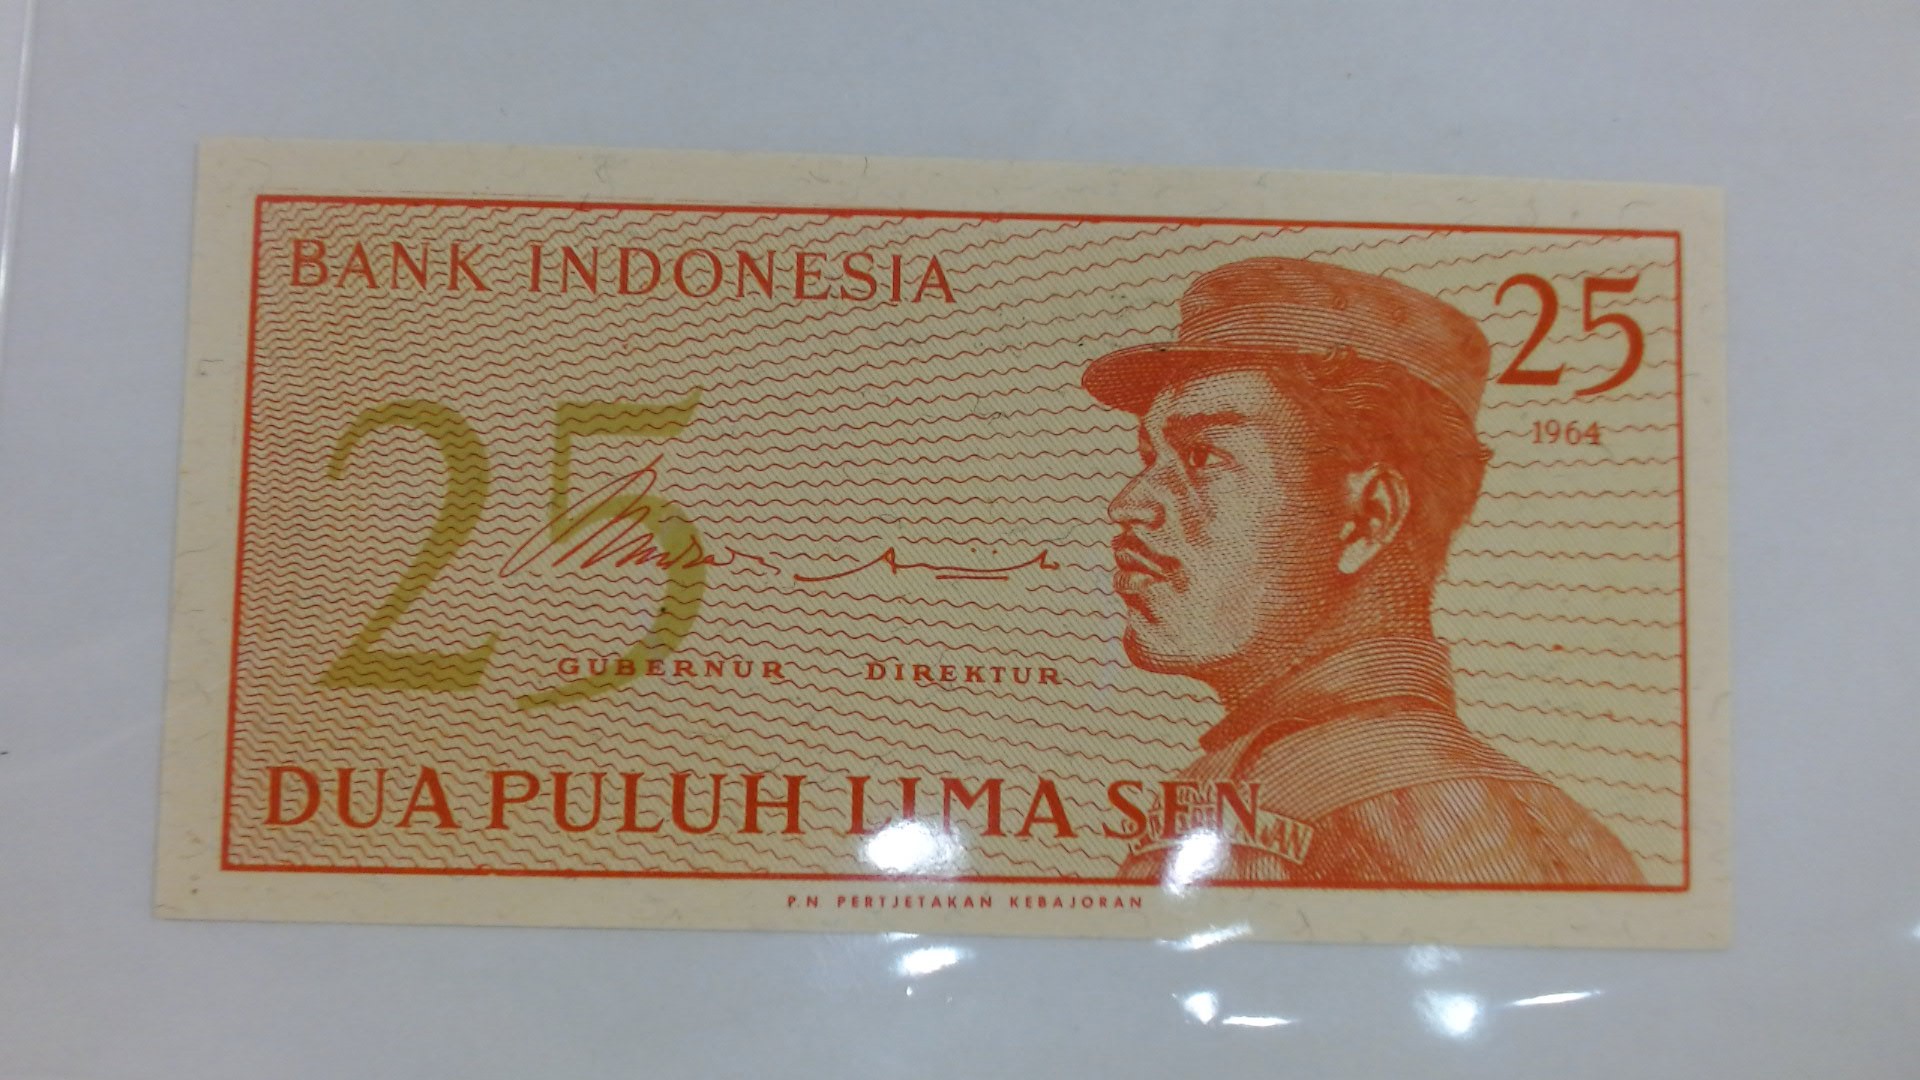 BANK INDONESIA
25
1964
25
GUBERNUR DIREKTUR
DUA PULUH LIMA SEN
P.N PERTJETAKAN KEBAJORAN